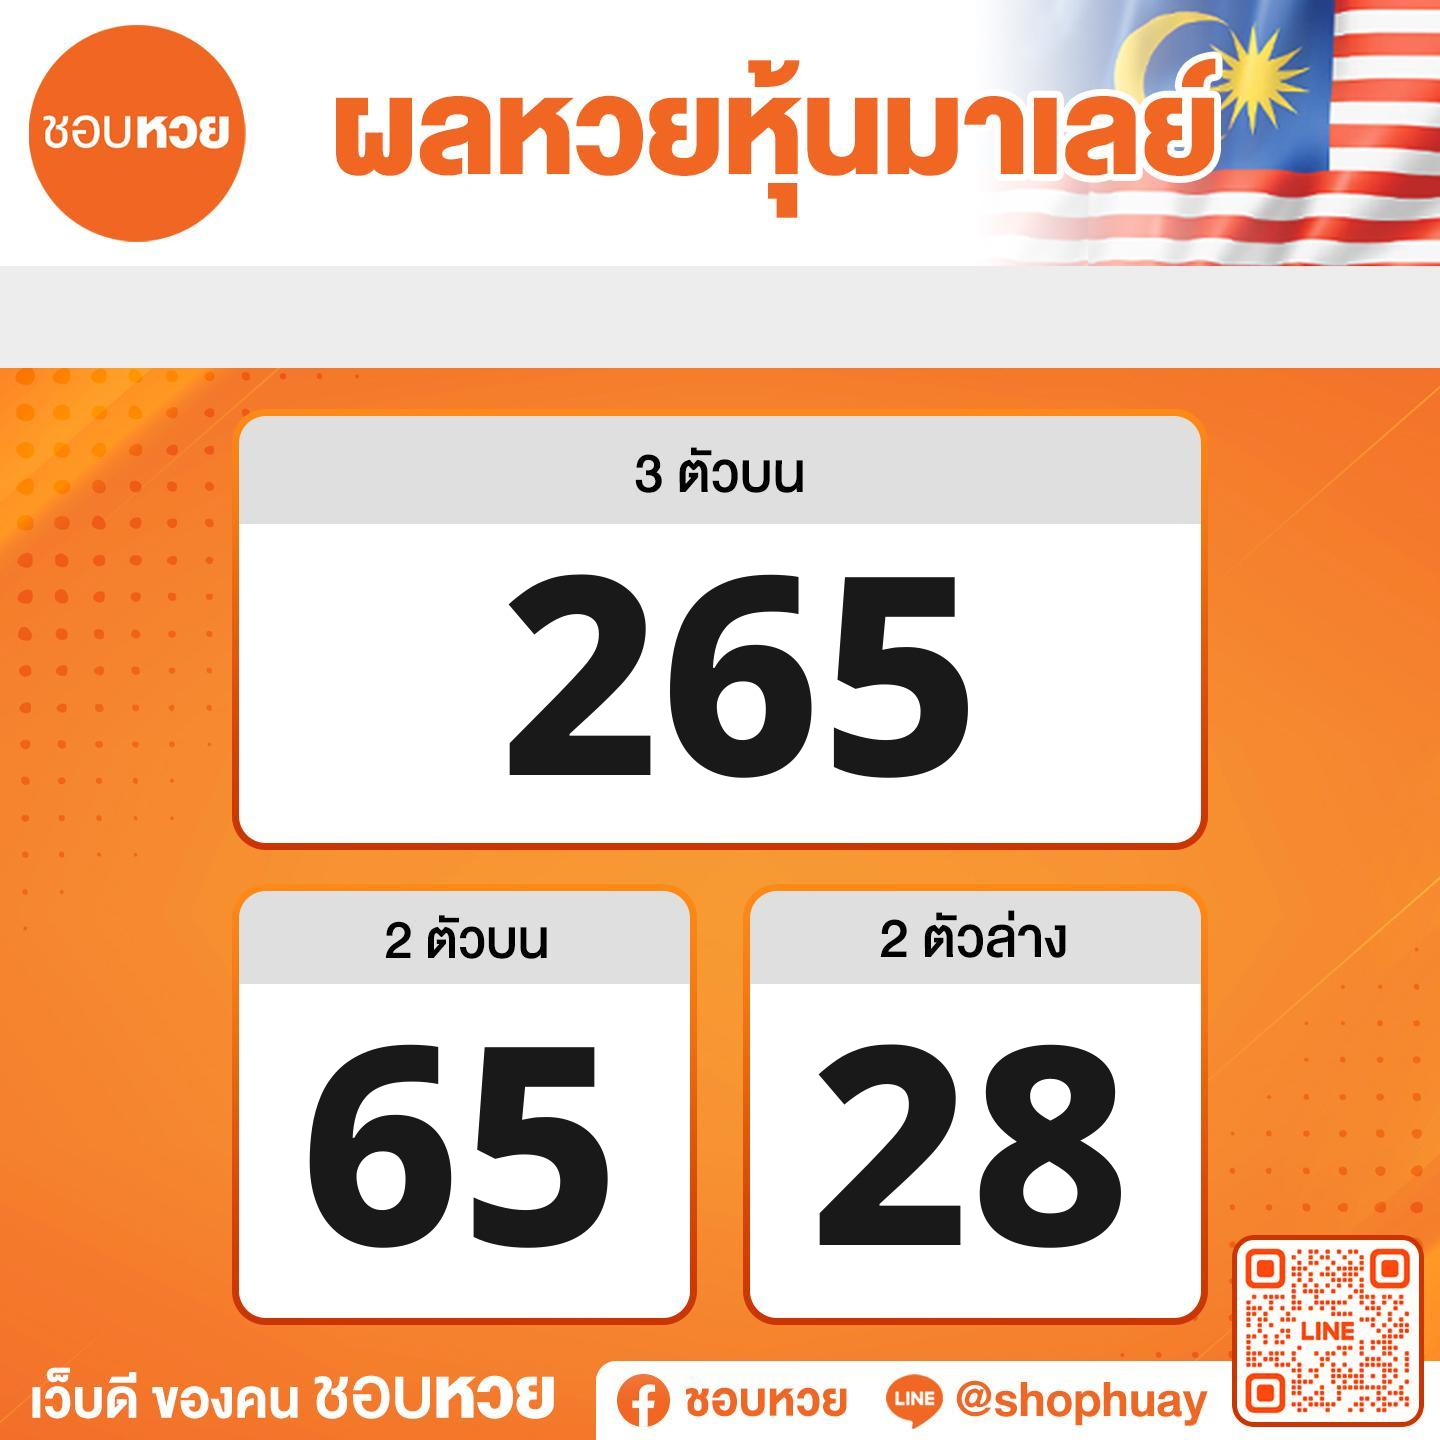 ชอบหวย
ผลหวยหุ้นมาเลย์
3 ตัวบน
265
2 ตัวบน
65
2 ตัวล่าง
28
LINE
เว็บดี ของคน ชอบหวย
ชอบหวย
LINE @shophuay